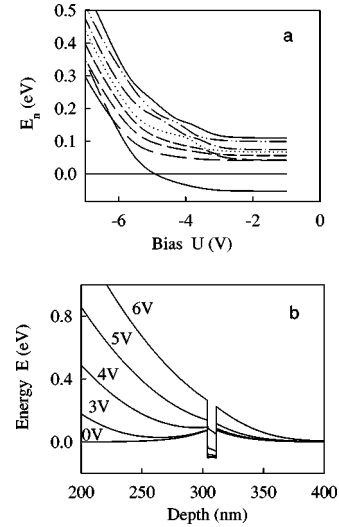 a
0.5
0.4
0.3
0.2
0.1
0.0
E_n (eV)
-6 -4 -2 0
Bias U (V)
b
0.8
0.4
0.0
Energy E (eV)
6V
5V
4V
3V
0V
200 250 300 350 400
Depth (nm)